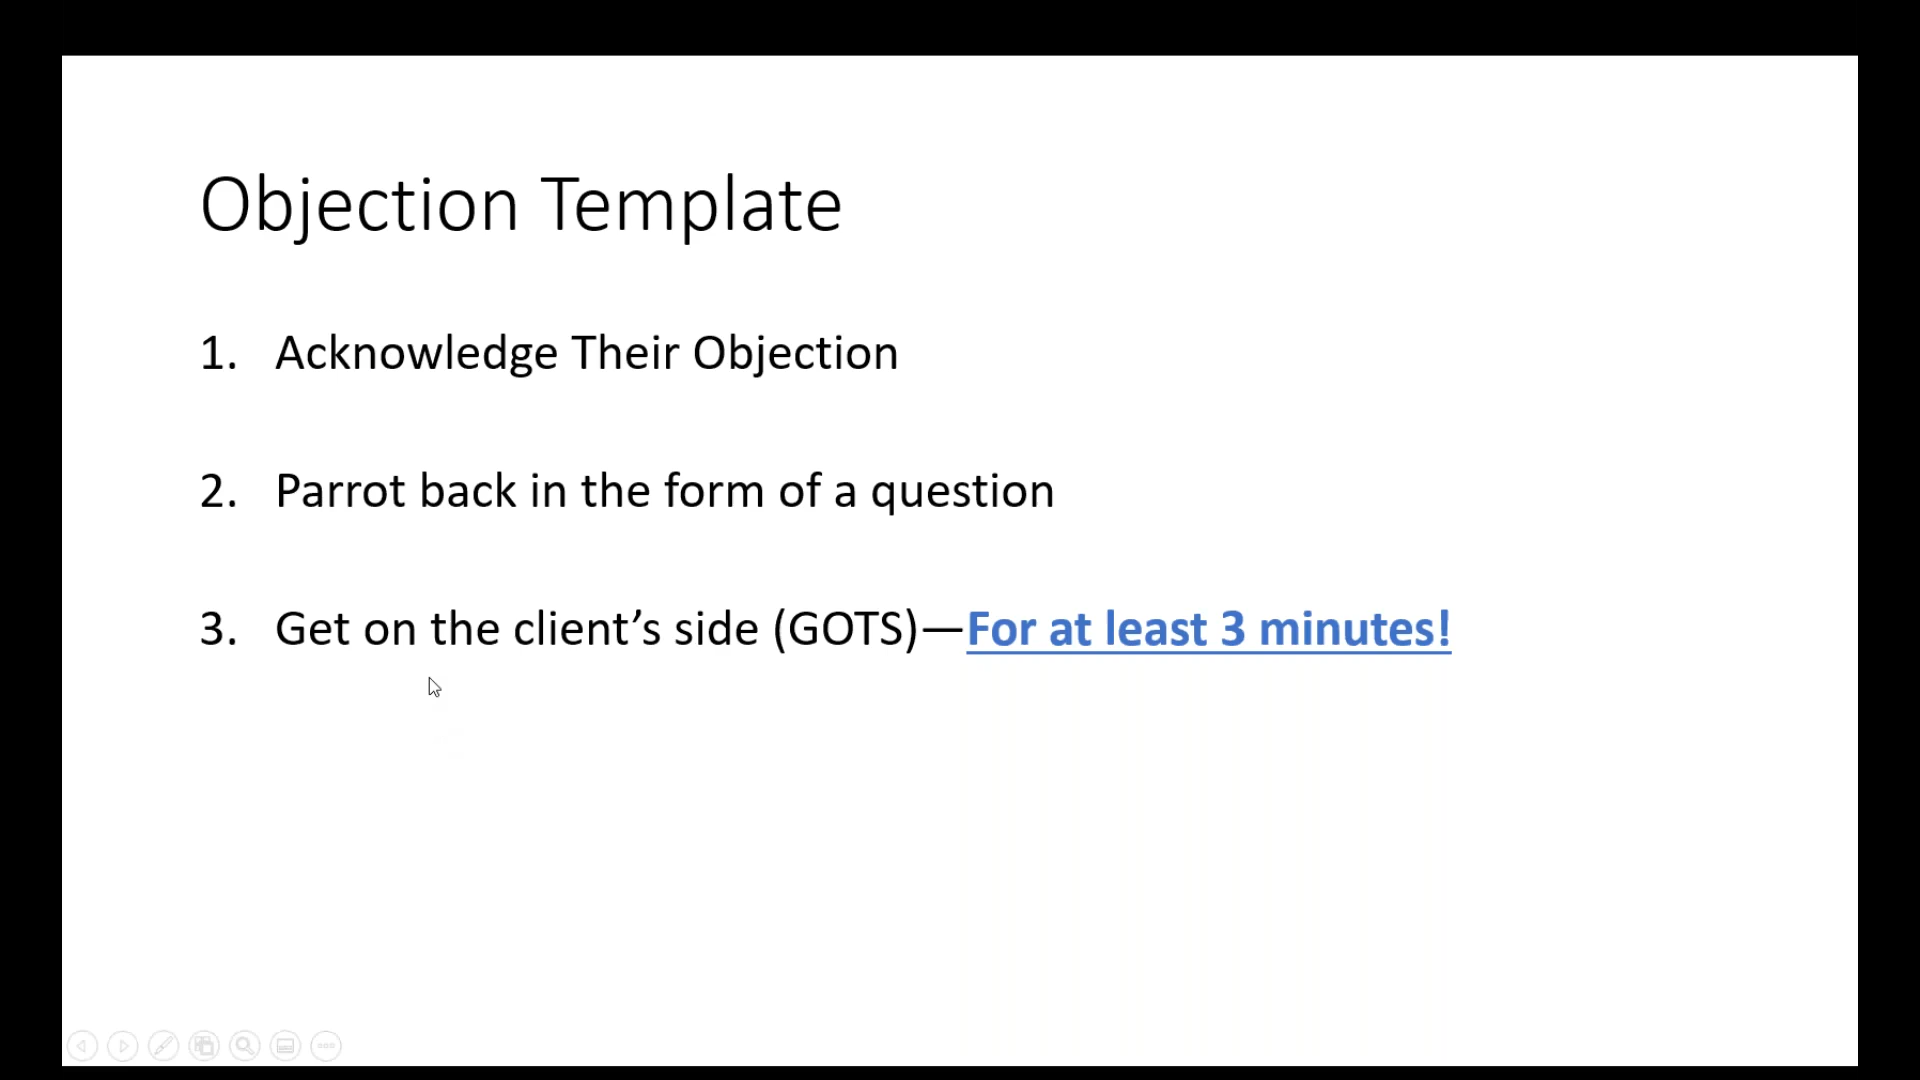 Objection Template
1. Acknowledge Their Objection
2. Parrot back in the form of a question
3. Get on the client’s side (GOTS)—For at least 3 minutes!